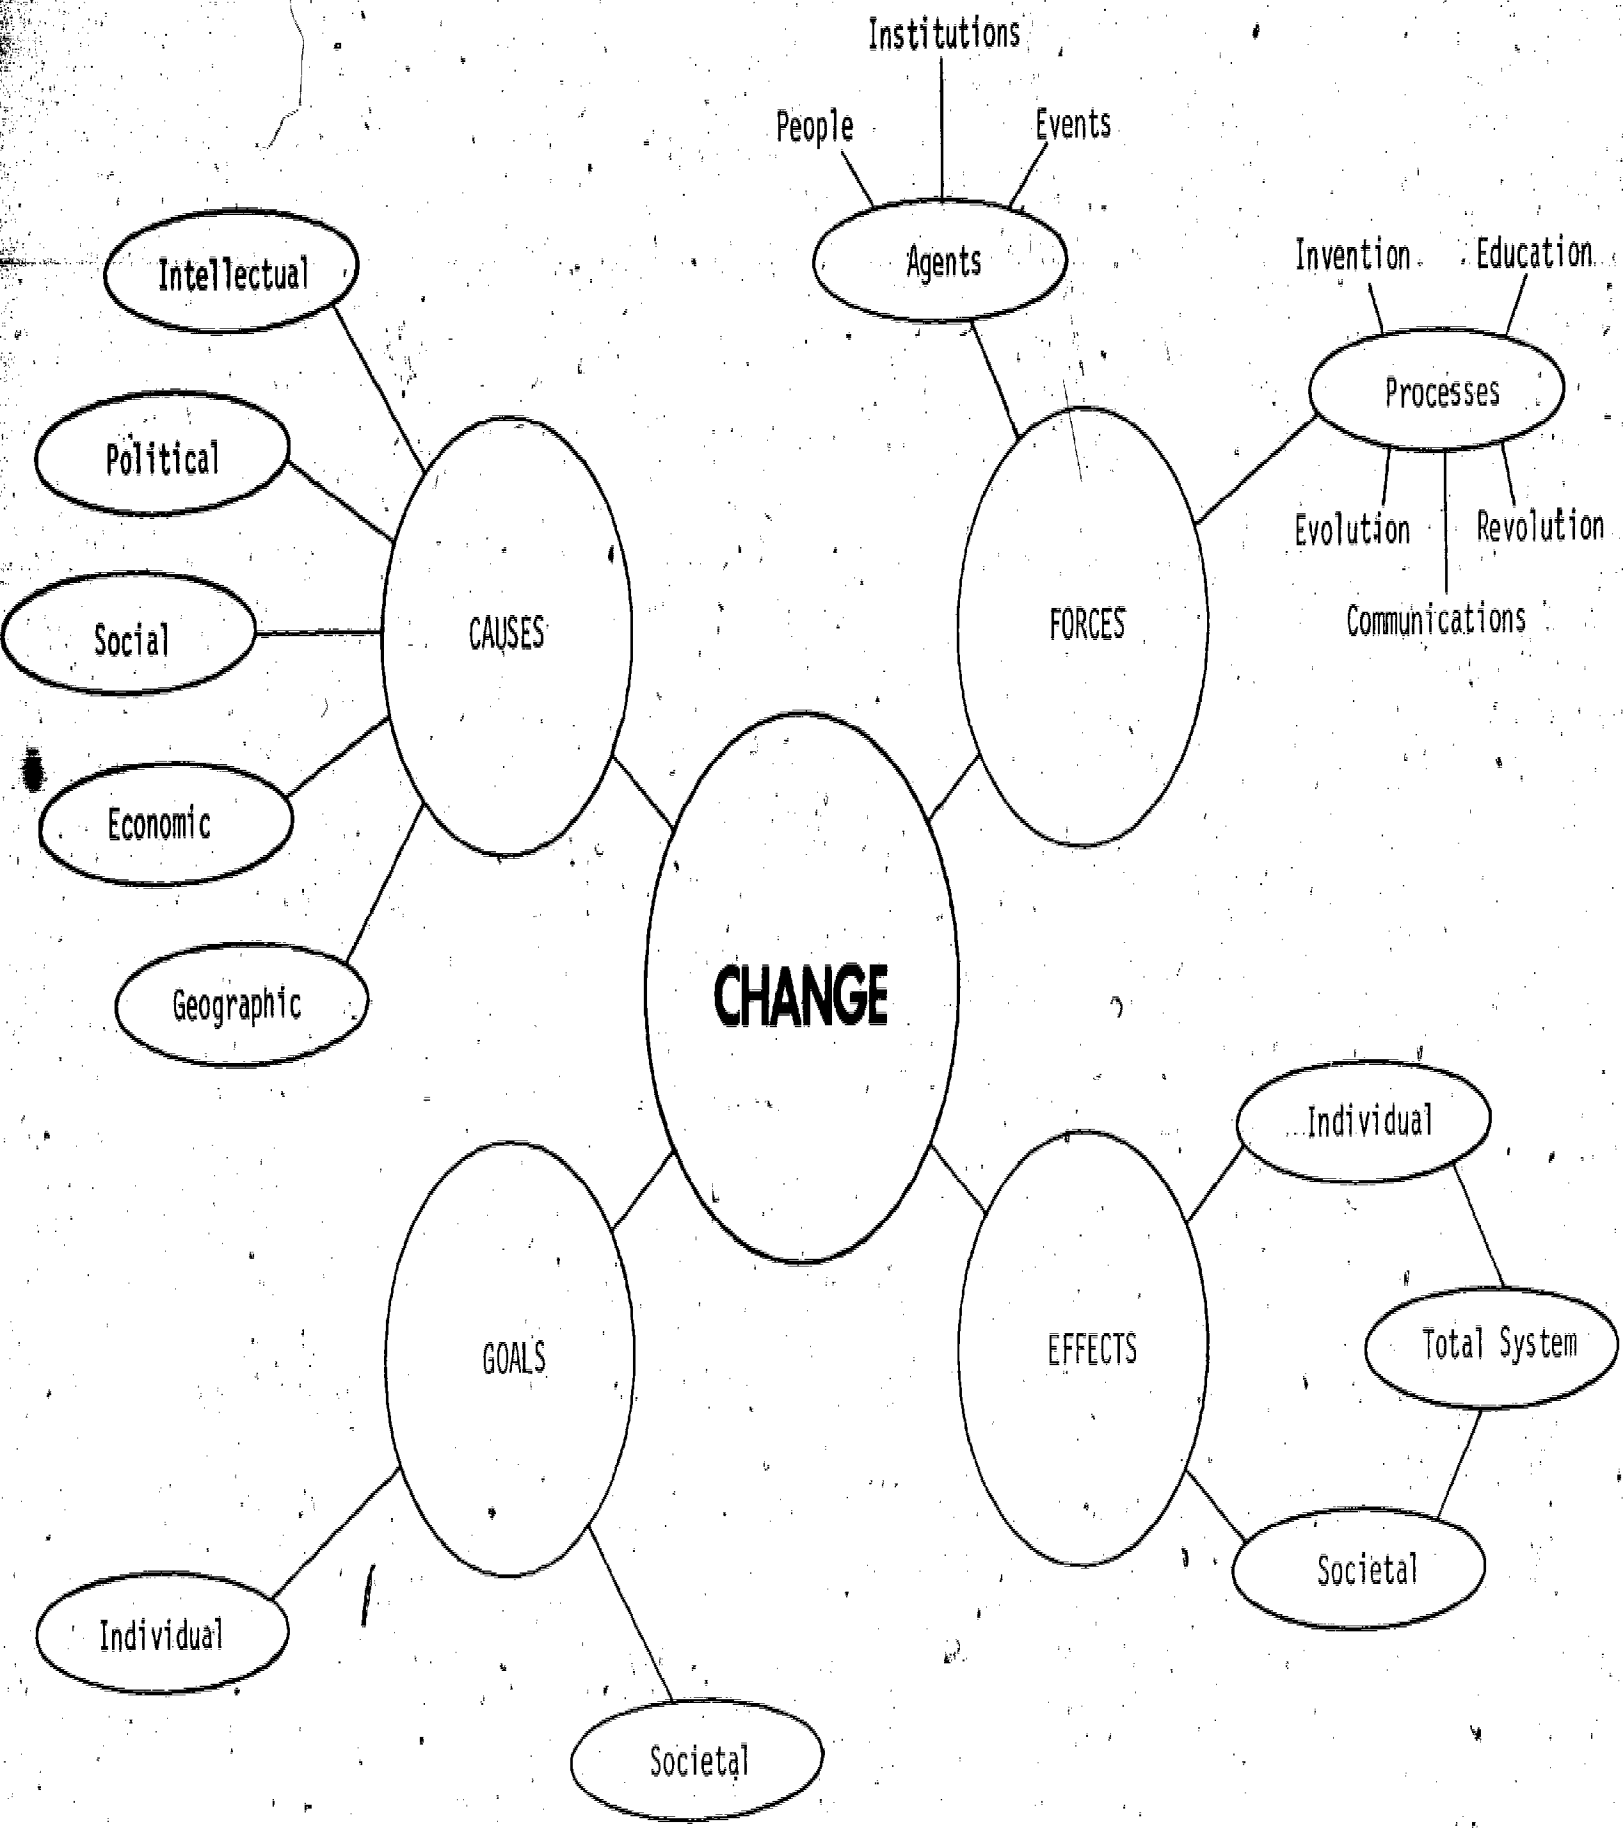 Institutions
People
Events
Agents
Intellectual
Invention
Education
Processes
Political
Evolution
Revolution
Communications
Social
CAUSES
FORCES
Economic
CHANGE
Geographic
Individual
GOALS
EFFECTS
Total System
Societal
Individual
Societal